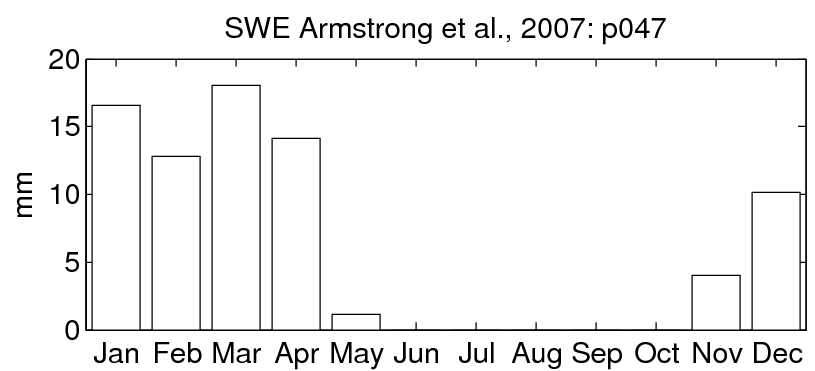 SWE Armstrong et al., 2007: p047
20
15
10
5
0
mm
Jan Feb Mar Apr May Jun Jul Aug Sep Oct Nov Dec